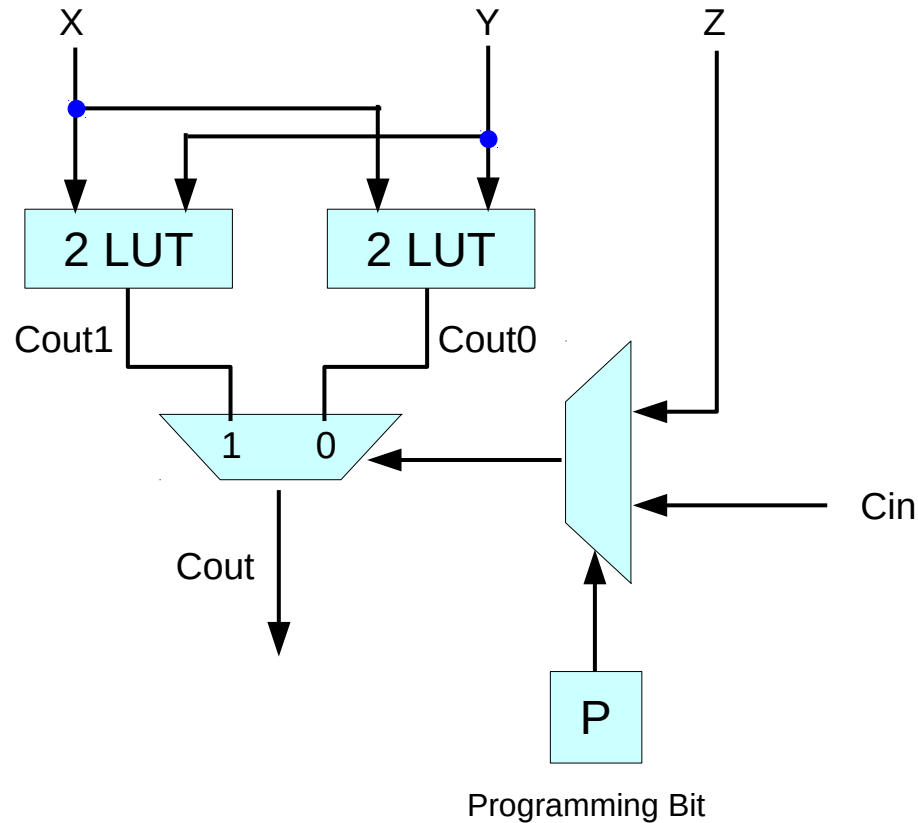 X
Y
Z
2 LUT
2 LUT
Cout1
Cout0
1
0
Cin
Cout
P
Programming Bit